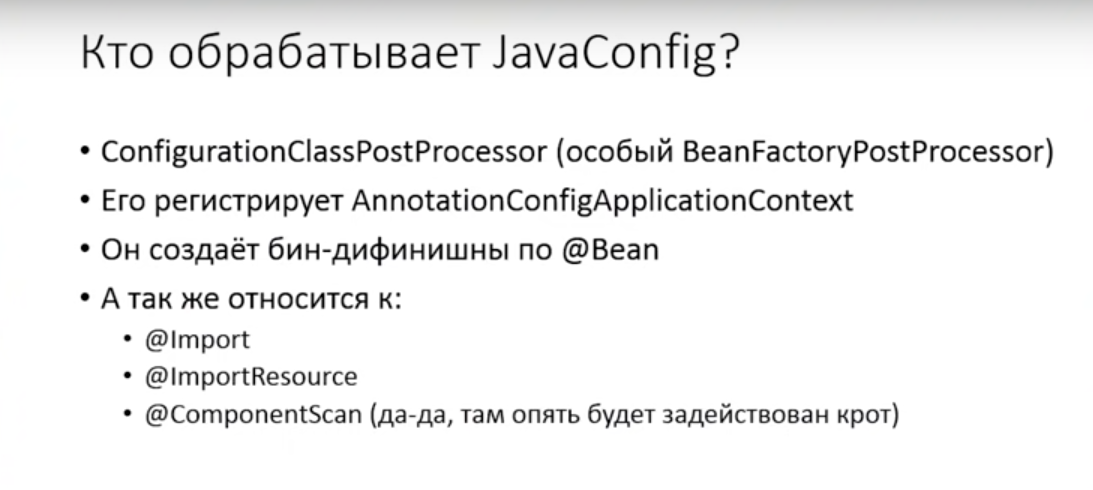 Кто обрабатывает JavaConfig?
• ConfigurationClassPostProcessor (особый BeanFactoryPostProcessor)
• Его регистрирует AnnotationConfigApplicationContext
• Он создаёт бин-дифинишны по @Bean
• А так же относится к:
• @Import
• @ImportResource
• @ComponentScan (да-да, там опять будет задействован крот)